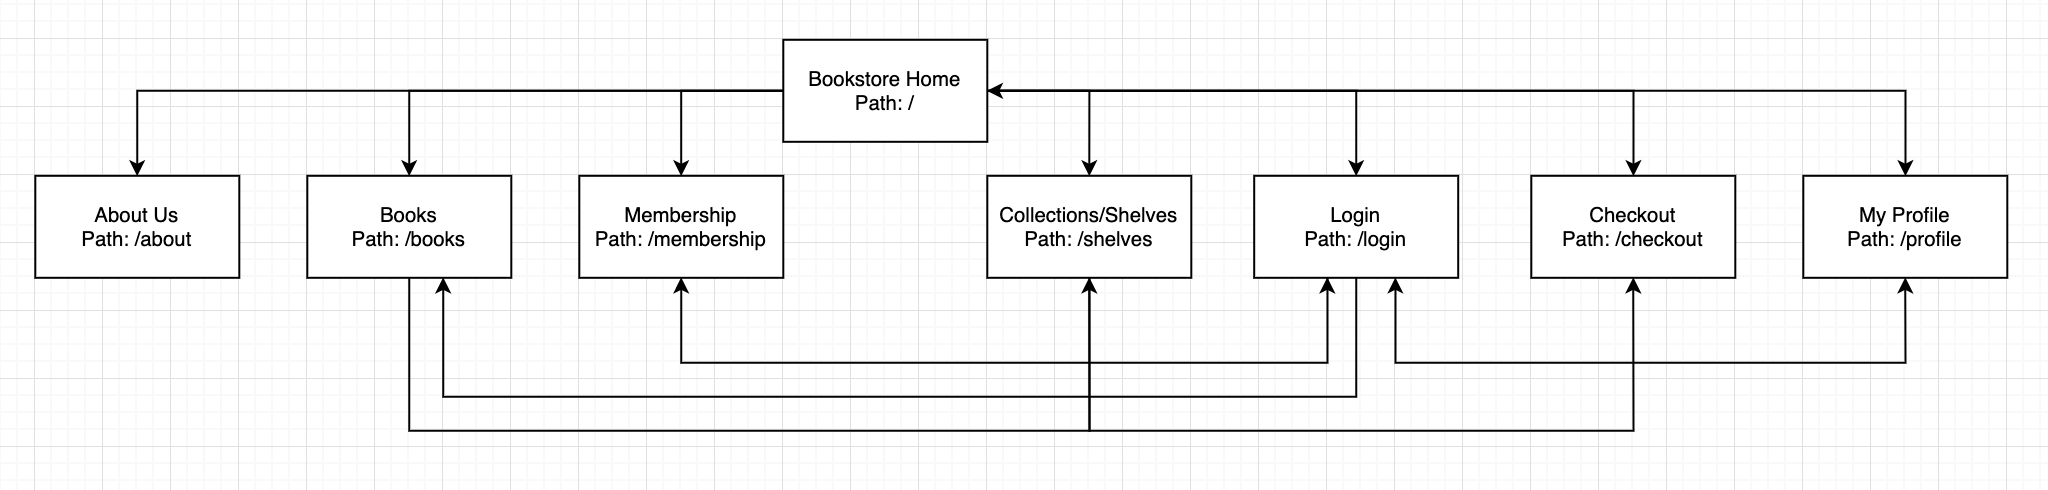 Bookstore Home
Path: /
About Us
Path: /about
Books
Path: /books
Membership
Path: /membership
Collections/Shelves
Path: /shelves
Login
Path: /login
Checkout
Path: /checkout
My Profile
Path: /profile